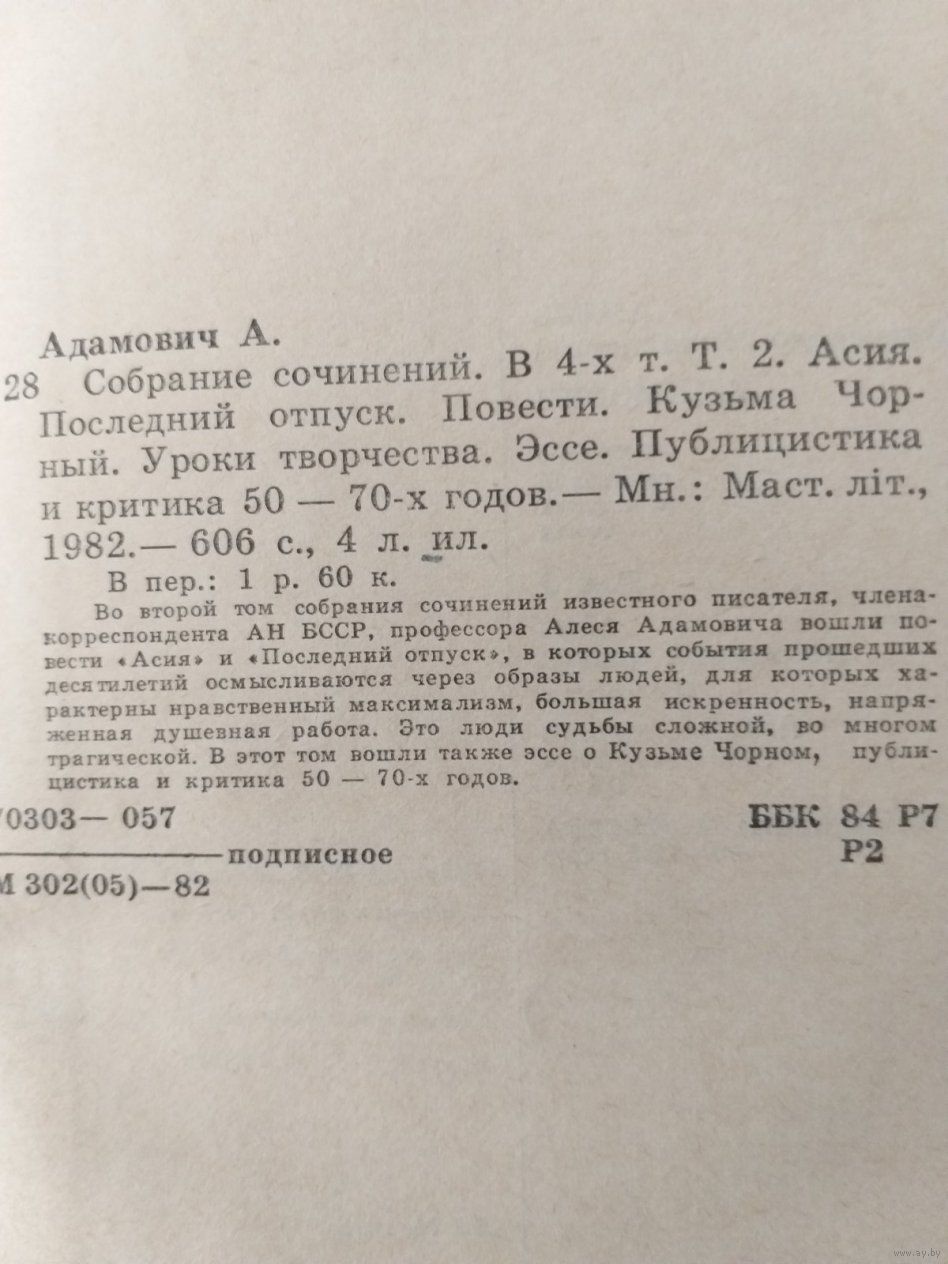 Адамович А.
28 Собрание сочинений. В 4-х т. Т. 2. Асия.
Последний отпуск. Повести. Кузьма Чор-
ный. Уроки творчества. Эссе. Публицистика
и критика 50 — 70-х годов.— Мн.: Маст. літ.,
1982.— 606 с., 4 л. ил.
В пер.: 1 р. 60 к.
Во второй том собрания сочинений известного писателя, члена-
корреспондента АН БССР, профессора Алеся Адамовича вошли по-
вести «Асия» и «Последний отпуск», в которых события прошедших
десятилетий осмысливаются через образы людей, для которых ха-
рактерны нравственный максимализм, большая искренность, напря-
женная душевная работа. Это люди судьбы сложной, во многом
трагической. В этот том вошли также эссе о Кузьме Чорном, публи-
цистика и критика 50 — 70-х годов.
70303— 057 ББК 84 Р7
подписное Р2
М 302(05)—82
www.ay.by